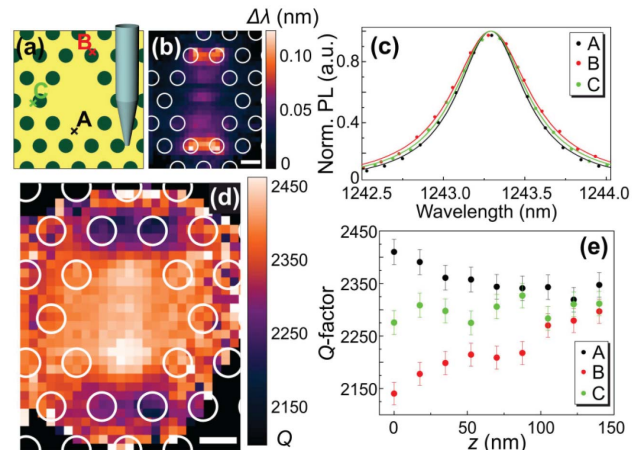 (a)
B
C
A
(b)
Δλ (nm)
0.10
0.05
0
(c)
Norm. PL (a.u.)
0.8
0.4
0
A
B
C
1242.5
1243.0
1243.5
1244.0
Wavelength (nm)
(d)
2450
2400
2350
2300
2250
2200
2150
Q
(e)
Q-factor
2450
2350
2250
2150
A
B
C
0
50
100
150
z (nm)